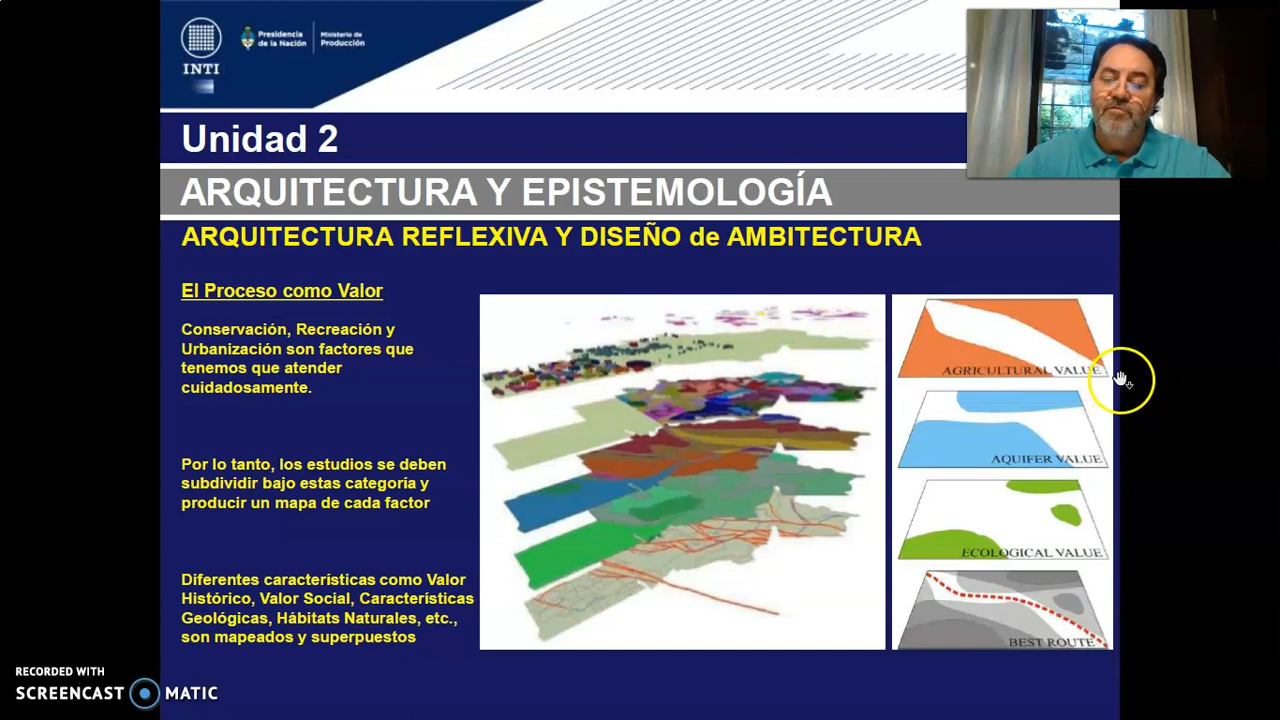 INTI
Presidencia
de la Nación
Ministerio de
Producción
Unidad 2
ARQUITECTURA Y EPISTEMOLOGÍA
ARQUITECTURA REFLEXIVA Y DISEÑO de AMBITECTURA
El Proceso como Valor
Conservación, Recreación y
Urbanización son factores que
tenemos que atender
cuidadosamente.
Por lo tanto, los estudios se deben
subdividir bajo estas categoría y
producir un mapa de cada factor
Diferentes características como Valor
Histórico, Valor Social, Características
Geológicas, Hábitats Naturales, etc.,
son mapeados y superpuestos
AGRICULTURAL VALUE
AQUIFER VALUE
ECOLOGICAL VALUE
BEST ROUTE
RECORDED WITH
SCREENCAST MATIC